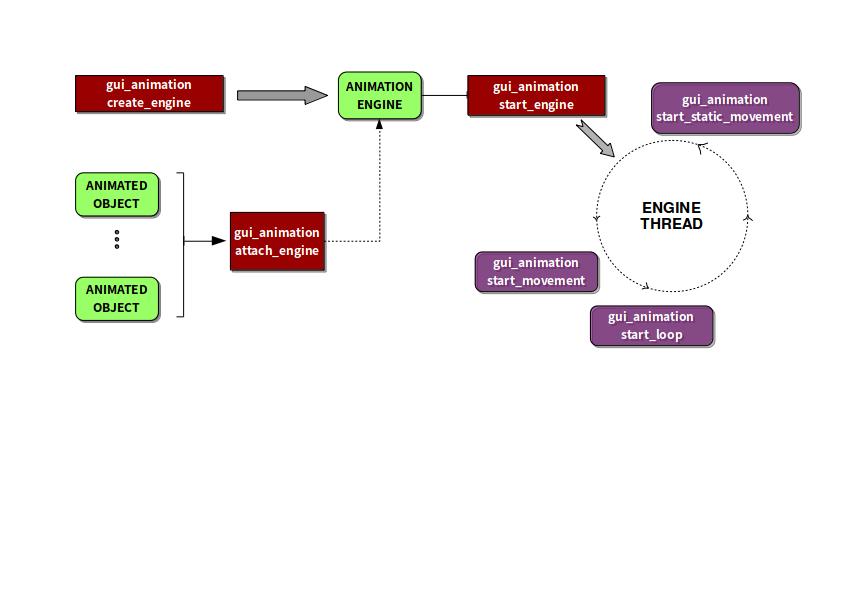 gui_animation
create_engine
ANIMATION
ENGINE
gui_animation
start_engine
gui_animation
start_static_movement
ANIMATED
OBJECT
gui_animation
attach_engine
ENGINE
THREAD
gui_animation
start_movement
ANIMATED
OBJECT
gui_animation
start_loop